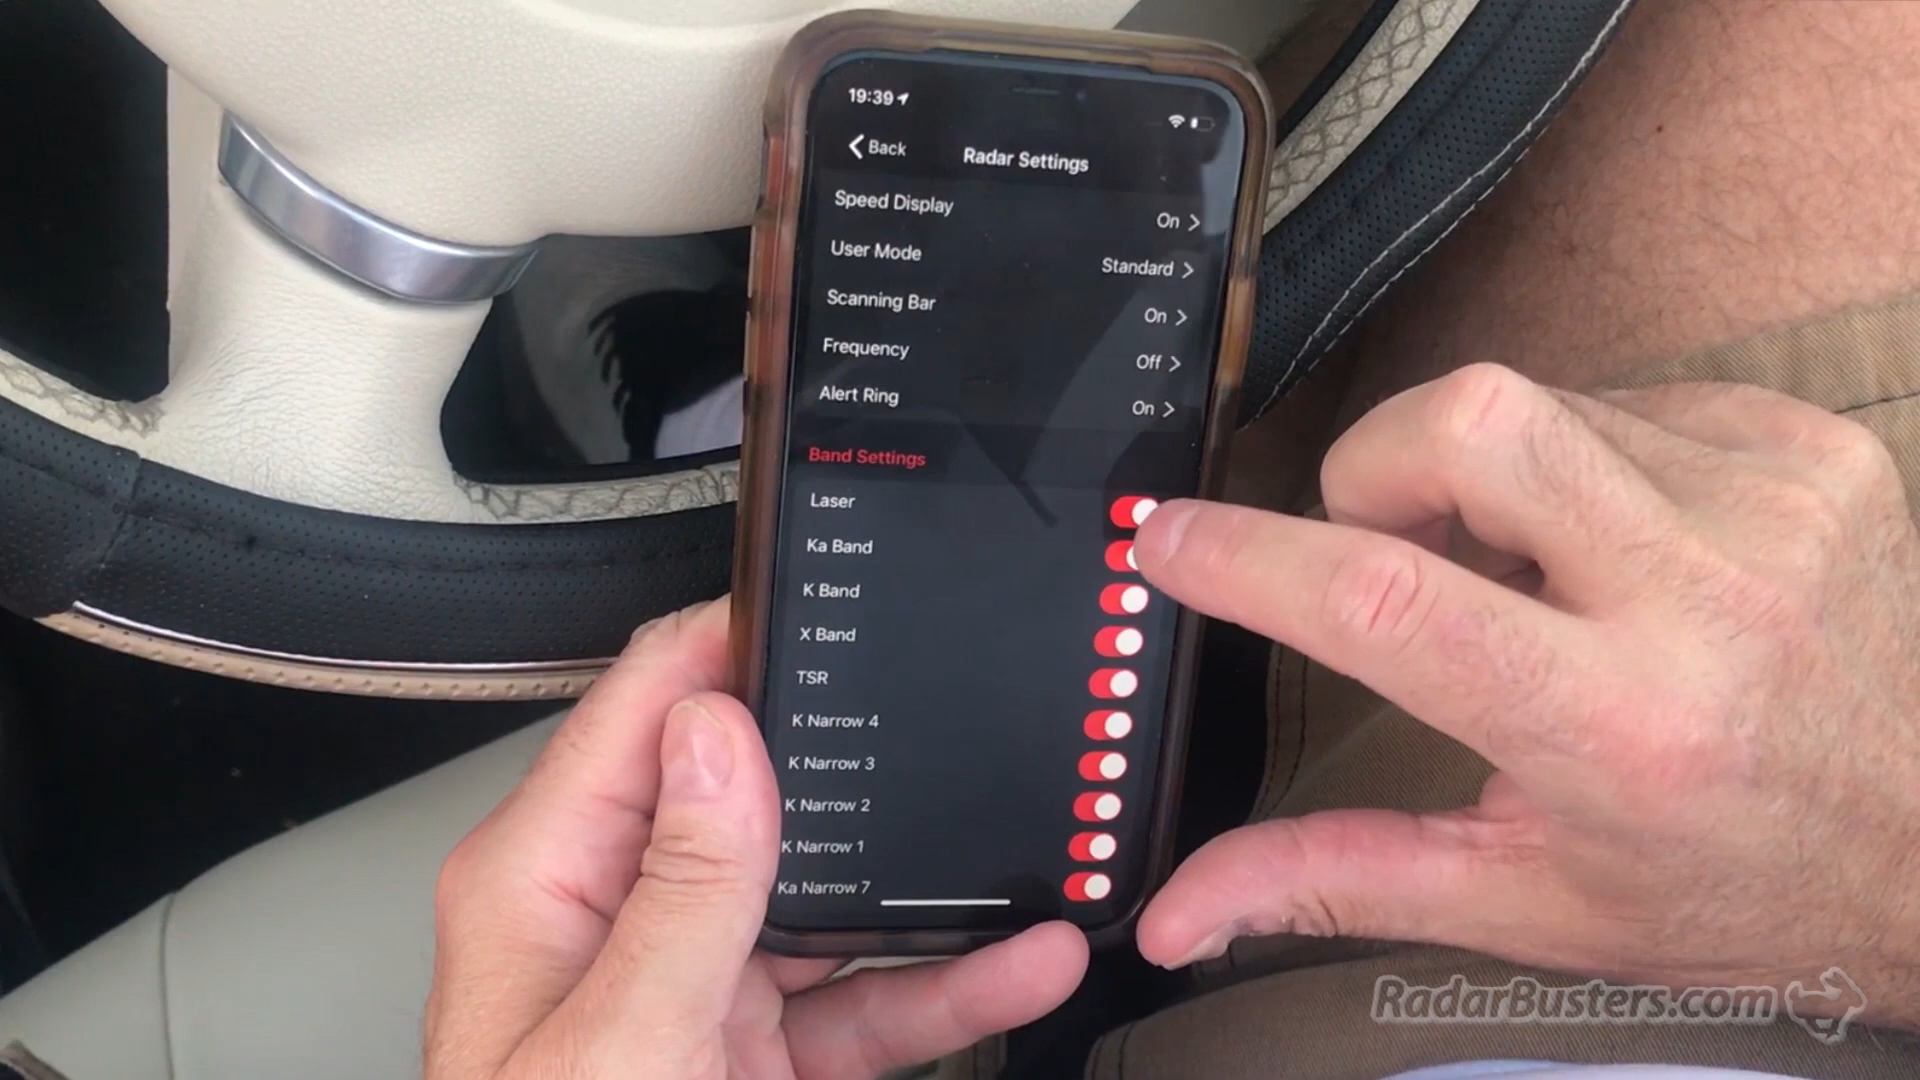 19:39
Back
Radar Settings
Speed Display
On
User Mode
Standard
Scanning Bar
On
Frequency
Off
Alert Ring
On
Band Settings
Laser
Ka Band
K Band
X Band
TSR
K Narrow 4
K Narrow 3
K Narrow 2
K Narrow 1
Ka Narrow 7
RadarBusters.com